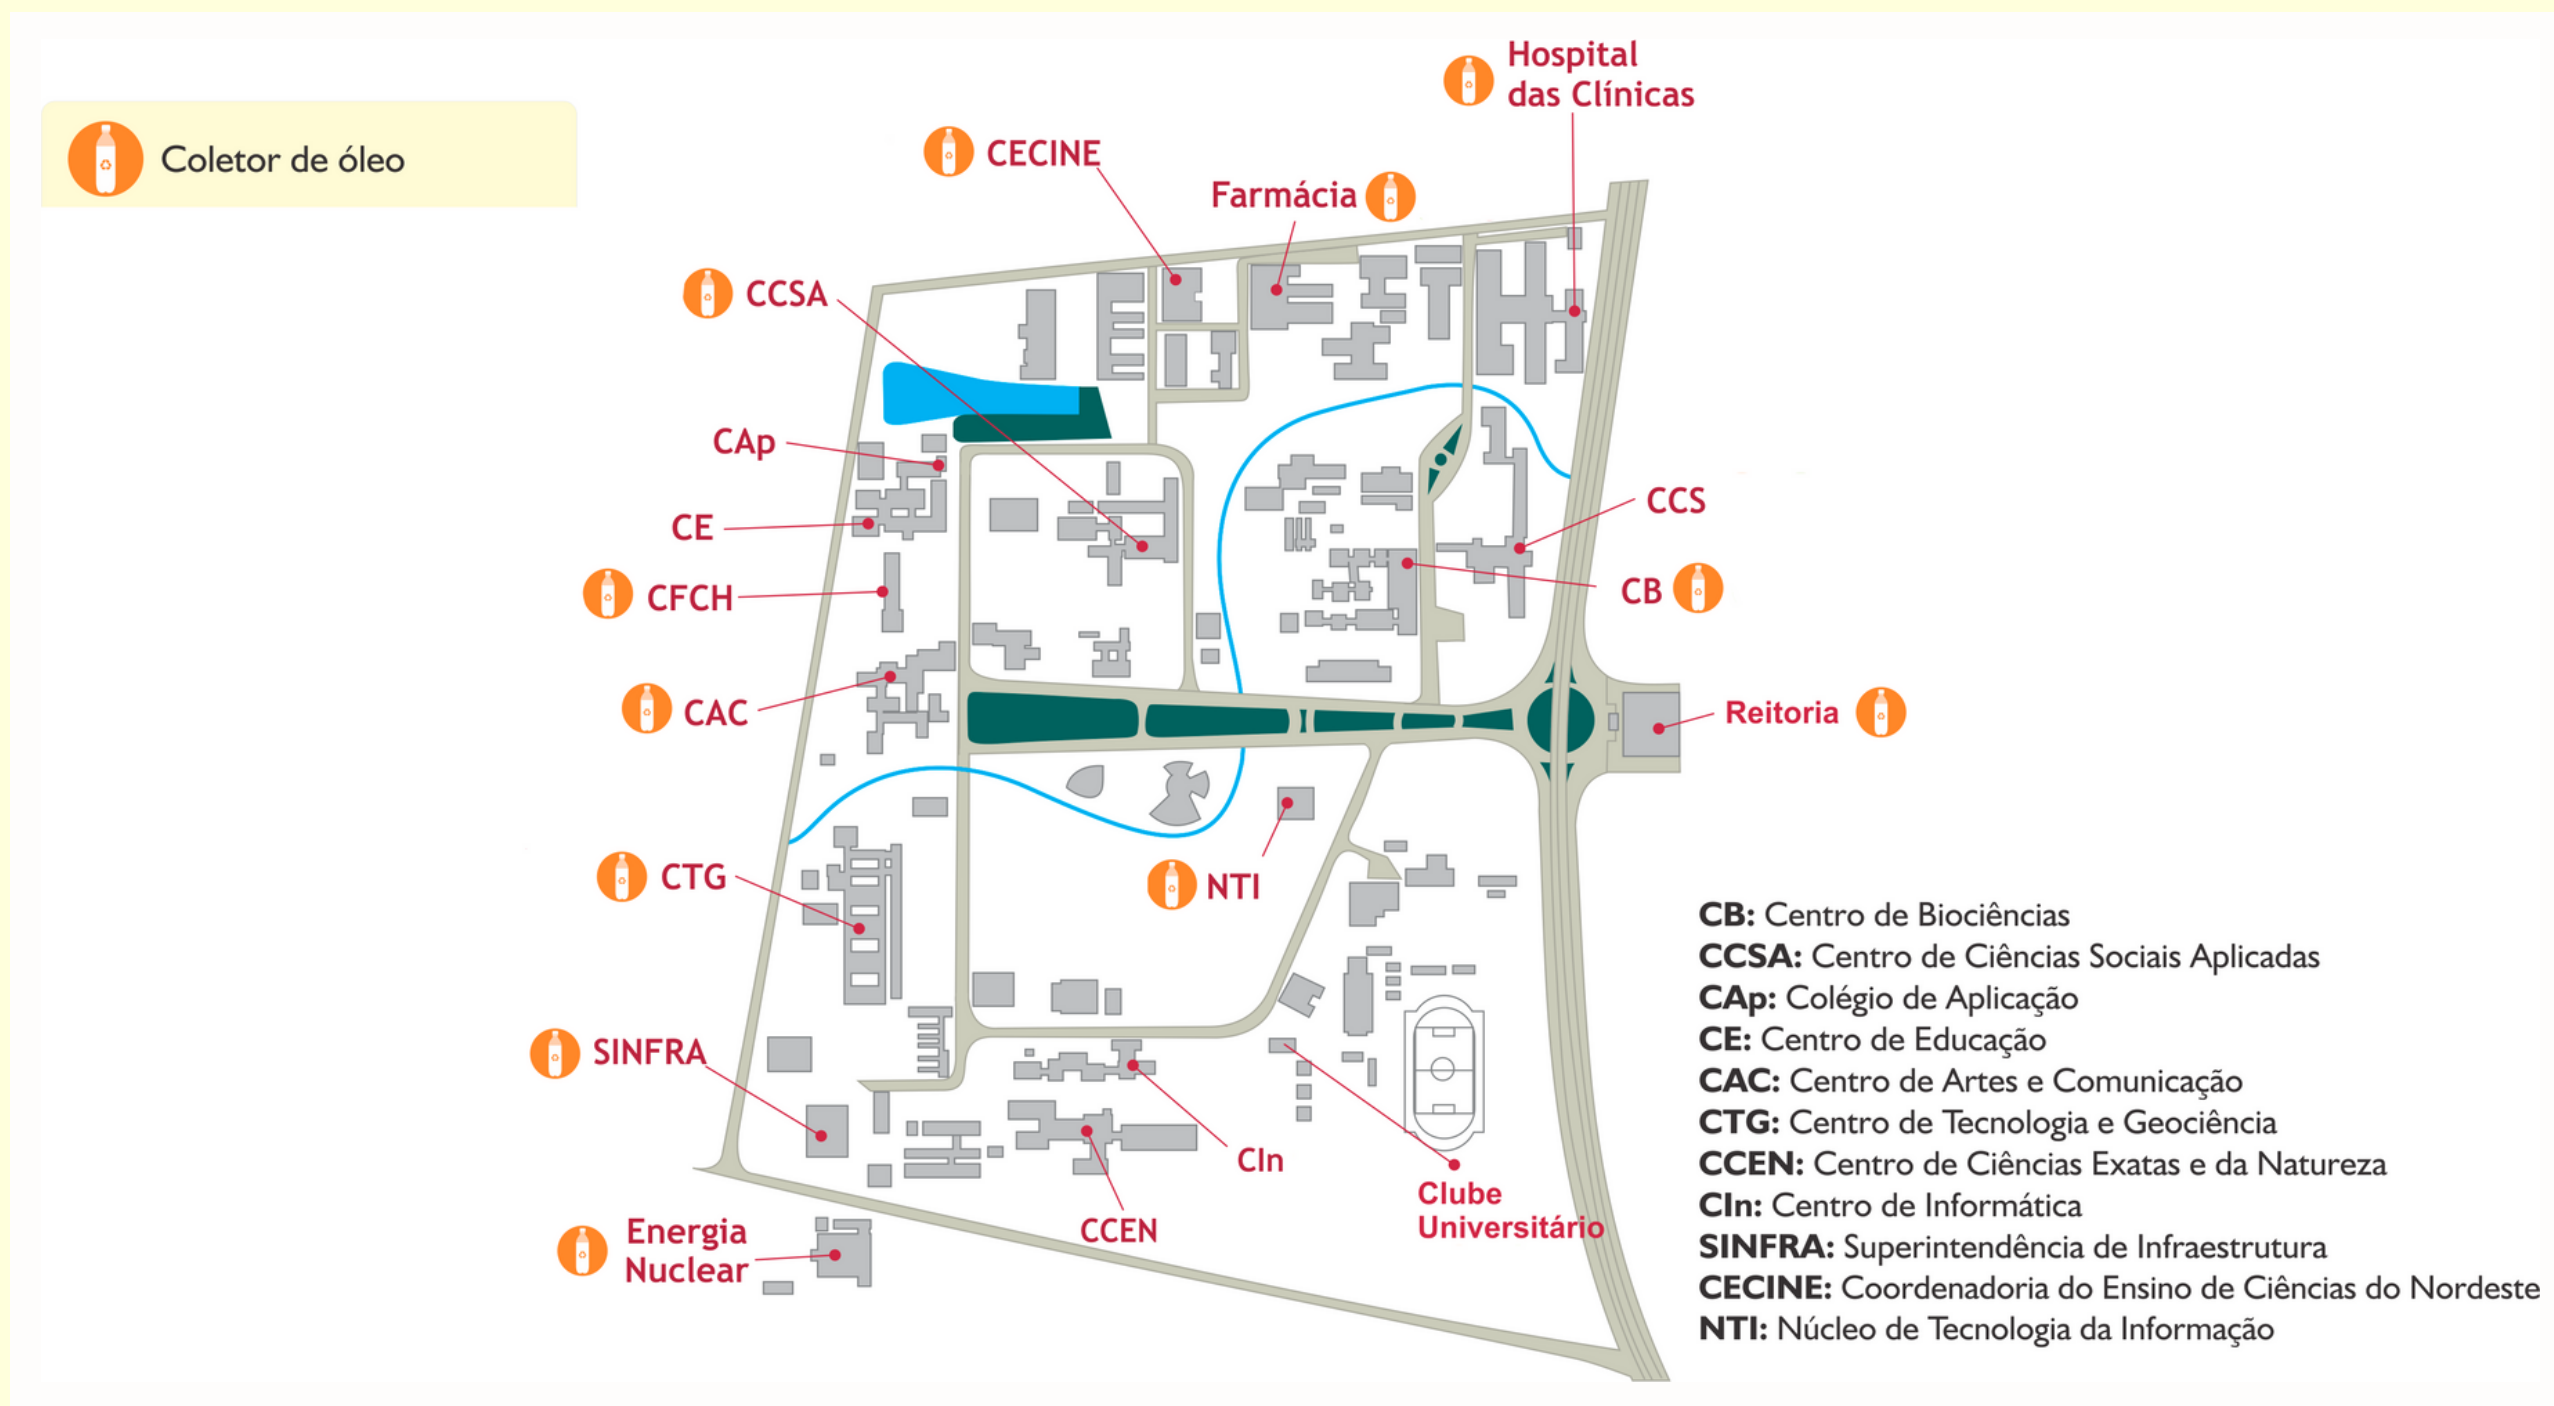 Hospital
das Clínicas
Coletor de óleo
CECINE
Farmácia
CCSA
CAp
CCS
CE
CFCH
CB
CAC
Reitoria
CTG
NTI
SINFRA
CIn
Clube
Universitário
CCEN
Energia
Nuclear
CB: Centro de Biociências
CCSA: Centro de Ciências Sociais Aplicadas
CAp: Colégio de Aplicação
CE: Centro de Educação
CAC: Centro de Artes e Comunicação
CTG: Centro de Tecnologia e Geociência
CCEN: Centro de Ciências Exatas e da Natureza
CIn: Centro de Informática
SINFRA: Superintendência de Infraestrutura
CECINE: Coordenadoria do Ensino de Ciências do Nordeste
NTI: Núcleo de Tecnologia da Informação